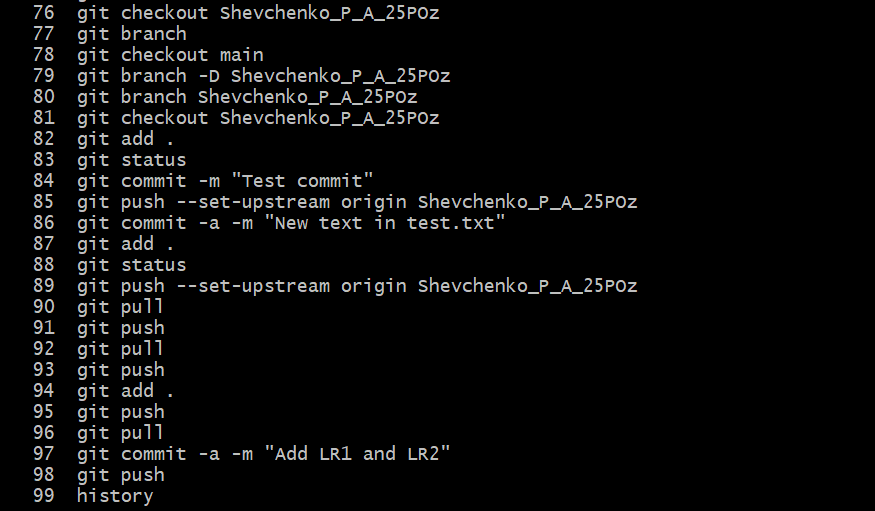 76 git checkout Shevchenko_P_A_25POz
77 git branch
78 git checkout main
79 git branch -D Shevchenko_P_A_25POz
80 git branch Shevchenko_P_A_25POz
81 git checkout Shevchenko_P_A_25POz
82 git add .
83 git status
84 git commit -m "Test commit"
85 git push --set-upstream origin Shevchenko_P_A_25POz
86 git commit -a -m "New text in test.txt"
87 git add .
88 git status
89 git push --set-upstream origin Shevchenko_P_A_25POz
90 git pull
91 git push
92 git pull
93 git push
94 git add .
95 git push
96 git pull
97 git commit -a -m "Add LR1 and LR2"
98 git push
99 history